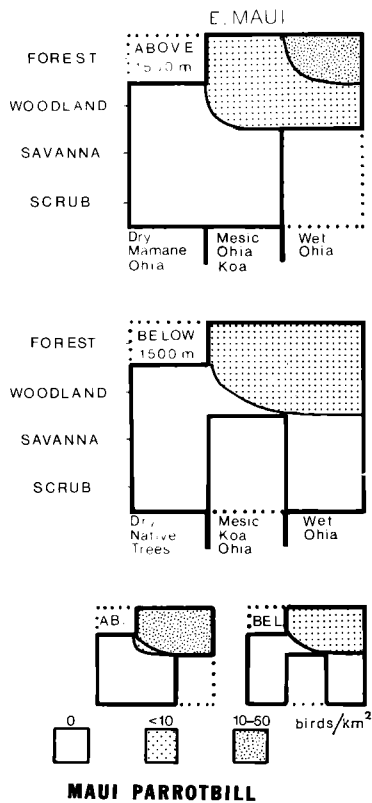 E. MAUI
FOREST
ABOVE
1500 m
WOODLAND
SAVANNA
SCRUB
Dry Mamane Ohia
Mesic Ohia Koa
Wet Ohia
FOREST
BELOW
1500 m
WOODLAND
SAVANNA
SCRUB
Dry Native Trees
Mesic Koa Ohia
Wet Ohia
AB.
BEL
0
<10
10–50
birds/km²
MAUI PARROTBILL